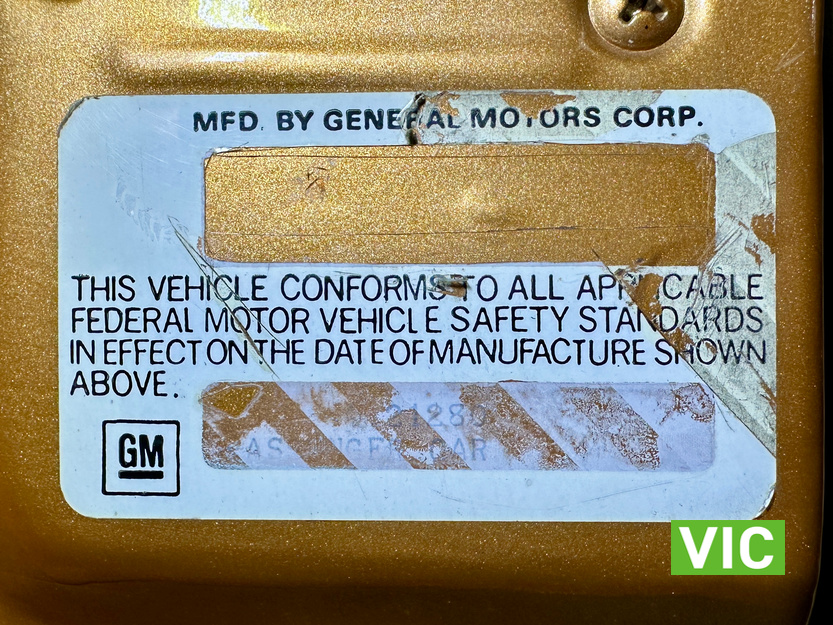 MFD. BY GENERAL MOTORS CORP.
THIS VEHICLE CONFORMS TO ALL APPLICABLE
FEDERAL MOTOR VEHICLE SAFETY STANDARDS
IN EFFECT ON THE DATE OF MANUFACTURE SHOWN
ABOVE.
GM
VIC